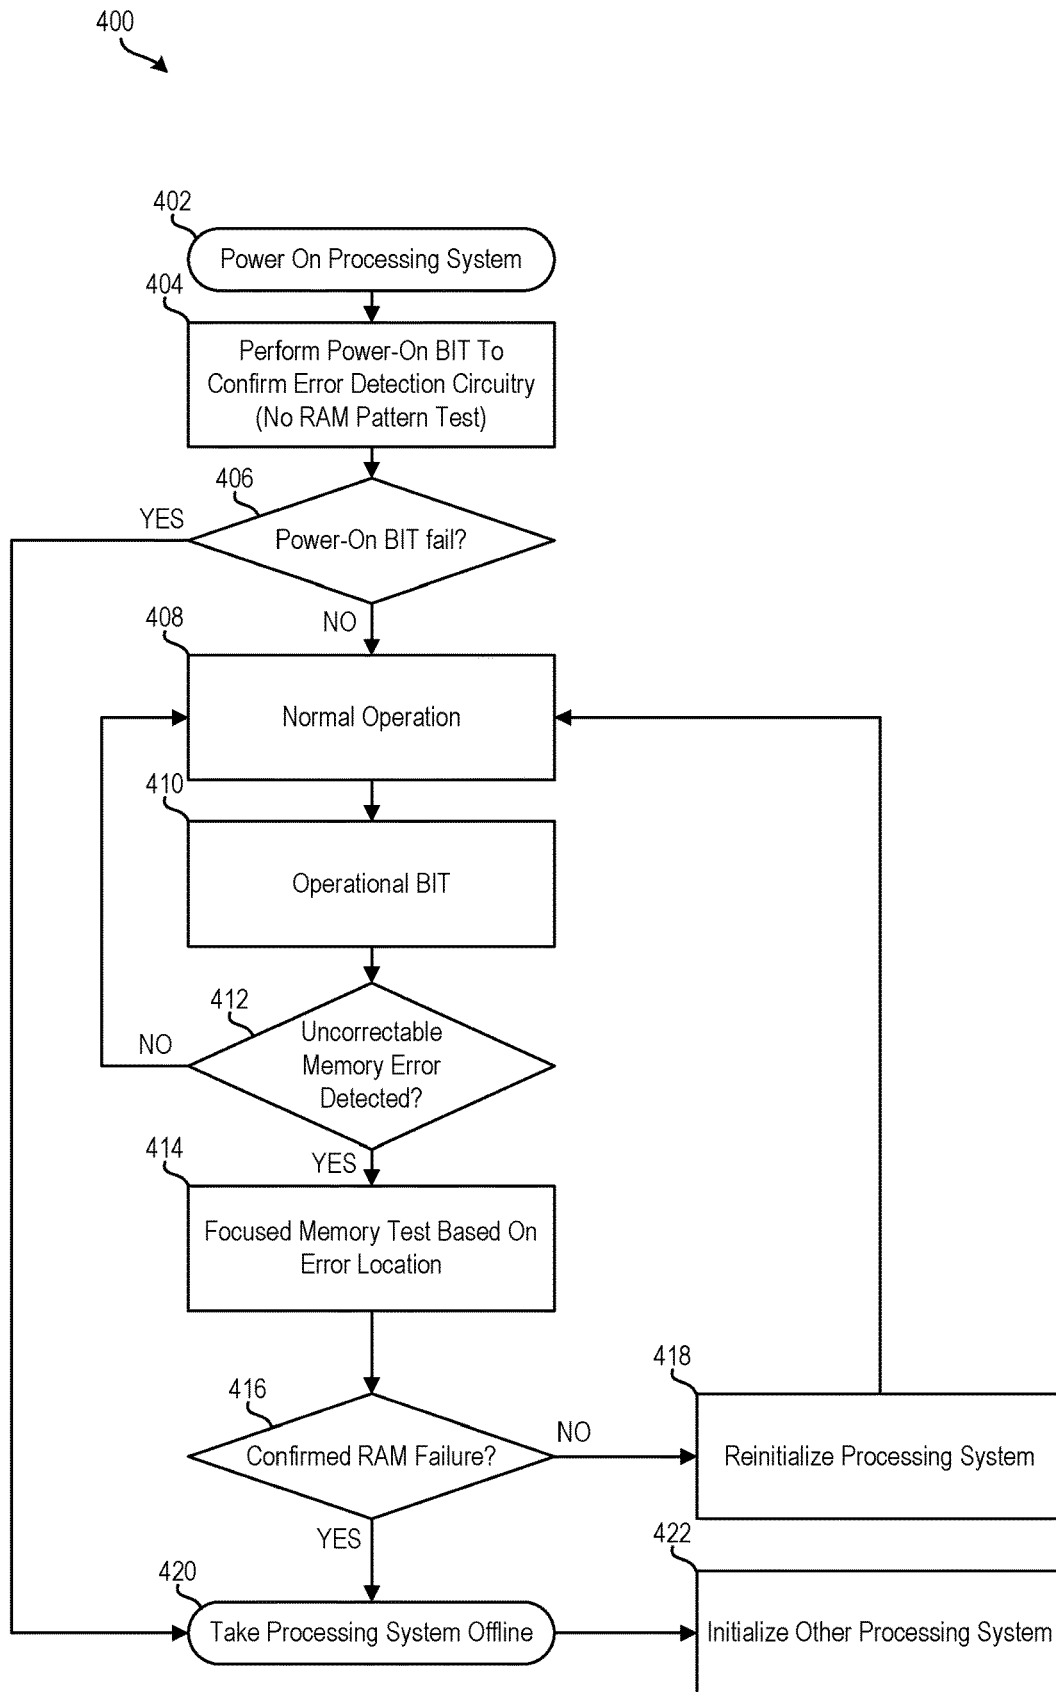 400
402
Power On Processing System
404
Perform Power-On BIT To
Confirm Error Detection Circuitry
(No RAM Pattern Test)
406
YES
Power-On BIT fail?
NO
408
Normal Operation
410
Operational BIT
412
Uncorrectable
Memory Error
Detected?
NO
YES
414
Focused Memory Test Based On
Error Location
416
Confirmed RAM Failure?
NO
418
Reinitialize Processing System
YES
420
Take Processing System Offline
422
Initialize Other Processing System